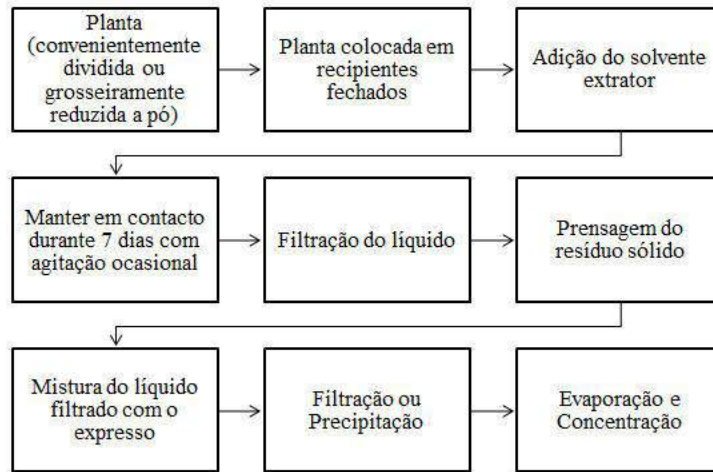 Planta
(convenientemente
dividida ou
grosseiramente
reduzida a pó)
Planta colocada em
recipientes
fechados
Adição do solvente
extrator
Manter em contacto
durante 7 dias com
agitação ocasional
Filtração do líquido
Prensagem do
resíduo sólido
Mistura do líquido
filtrado com o
expresso
Filtração ou
Precipitação
Evaporação e
Concentração